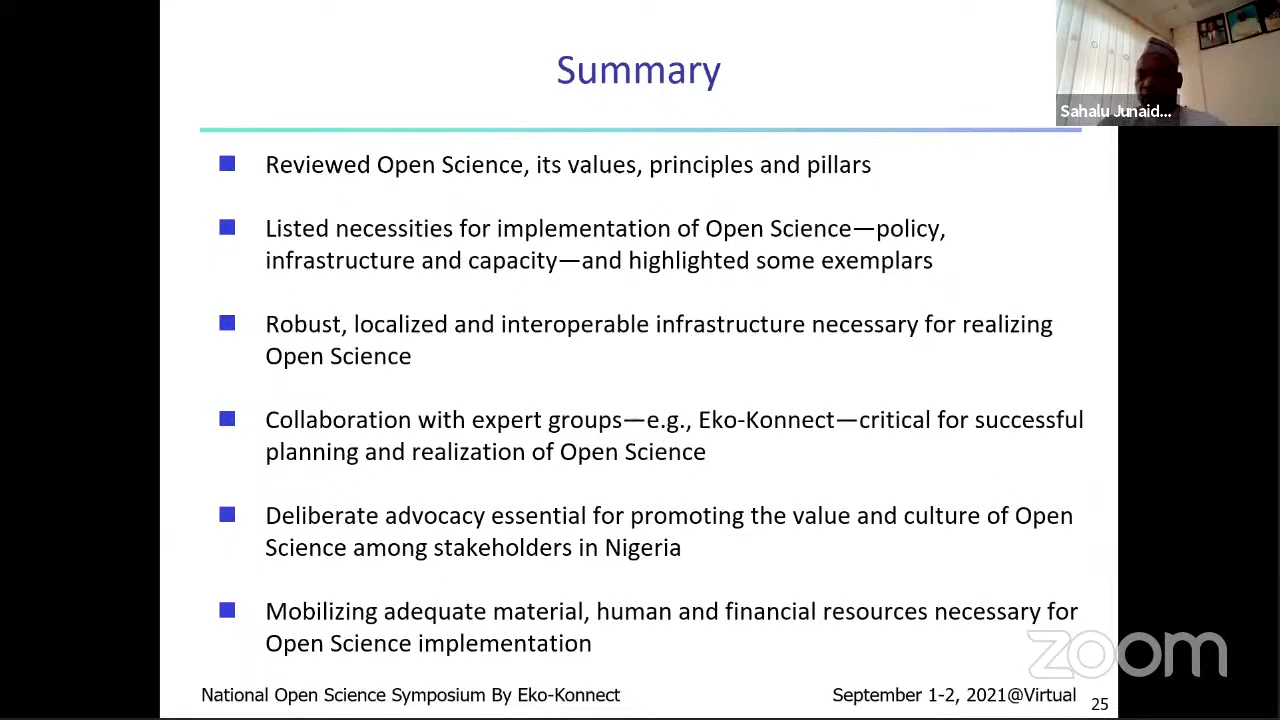 Summary
Sahalu Junaid...
Reviewed Open Science, its values, principles and pillars
Listed necessities for implementation of Open Science—policy,
infrastructure and capacity—and highlighted some exemplars
Robust, localized and interoperable infrastructure necessary for realizing
Open Science
Collaboration with expert groups—e.g., Eko-Konnect—critical for successful
planning and realization of Open Science
Deliberate advocacy essential for promoting the value and culture of Open
Science among stakeholders in Nigeria
Mobilizing adequate material, human and financial resources necessary for
Open Science implementation
zoom
National Open Science Symposium By Eko-Konnect
September 1-2, 2021@Virtual
25